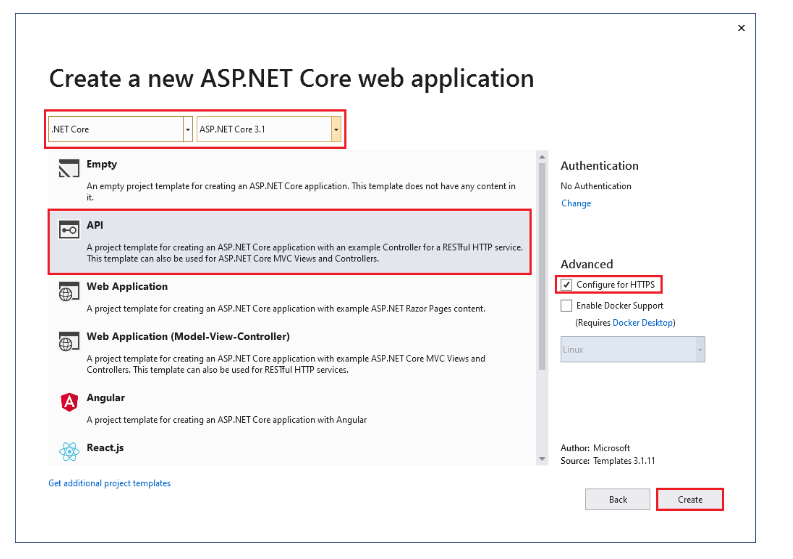 ×
Create a new ASP.NET Core web application
.NET Core
ASP.NET Core 3.1
Empty
An empty project template for creating an ASP.NET Core application. This template does not have any content in
it.
API
A project template for creating an ASP.NET Core application with an example Controller for a RESTful HTTP service.
This template can also be used for ASP.NET Core MVC Views and Controllers.
Web Application
A project template for creating an ASP.NET Core application with example ASP.NET Razor Pages content.
Web Application (Model-View-Controller)
A project template for creating an ASP.NET Core application with example ASP.NET Core MVC Views and
Controllers. This template can also be used for RESTful HTTP services.
Angular
A project template for creating an ASP.NET Core application with Angular
React.js
Get additional project templates
Authentication
No Authentication
Change
Advanced
Configure for HTTPS
Enable Docker Support
(Requires Docker Desktop)
Linux
Author: Microsoft
Source: Templates 3.1.11
Back
Create